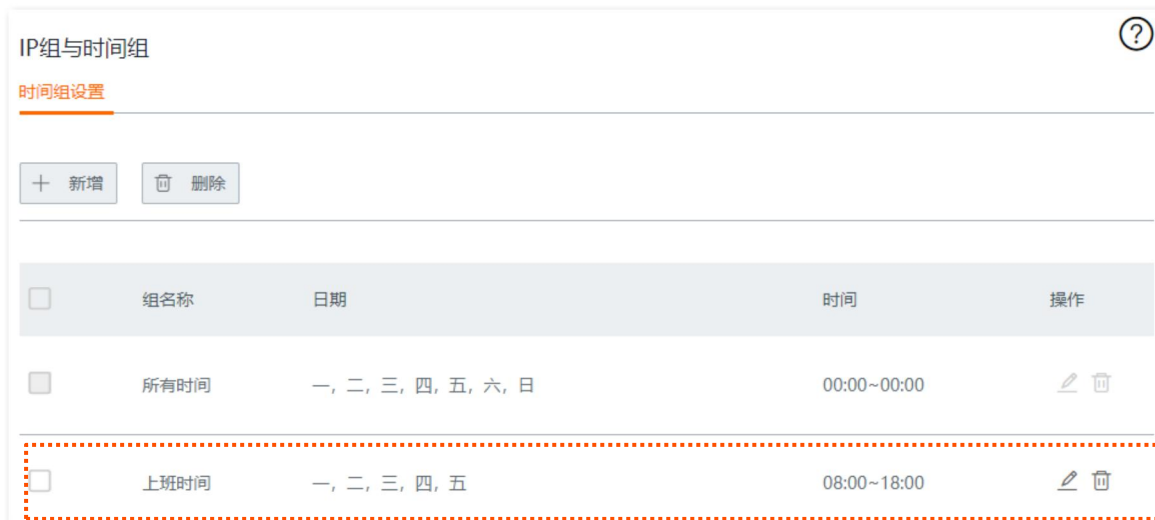 IP组与时间组
时间组设置
新增 删除
组名称 日期 时间 操作
所有时间 一, 二, 三, 四, 五, 六, 日 00:00~00:00
上班时间 一, 二, 三, 四, 五 08:00~18:00